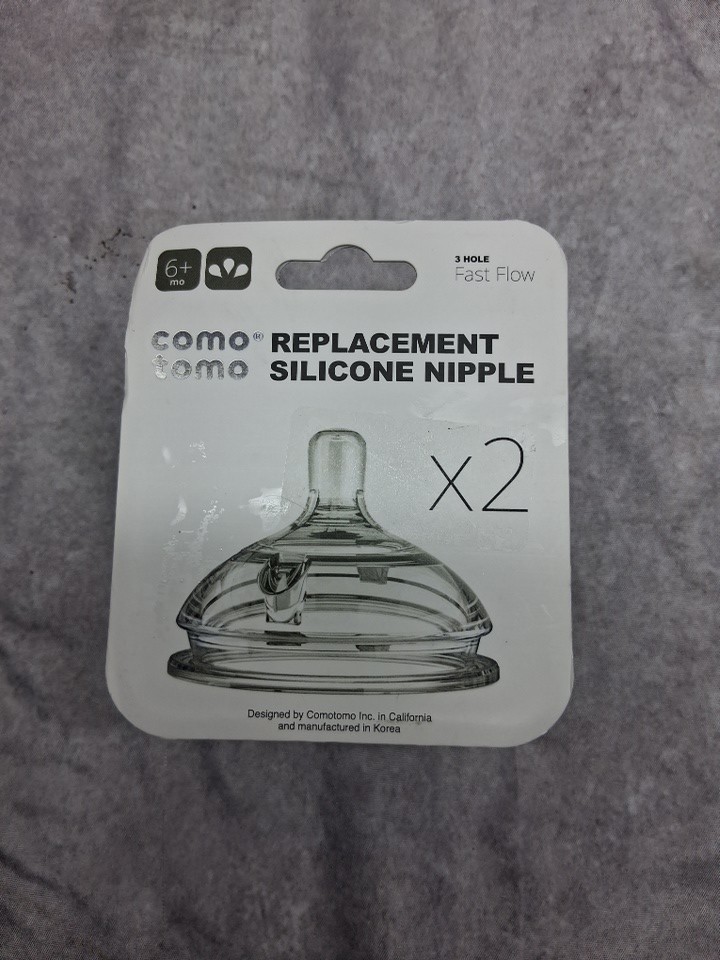 6+
mo
3 HOLE
Fast Flow
como® REPLACEMENT
tomo SILICONE NIPPLE
x2
Designed by Comotomo Inc. in California
and manufactured in Korea